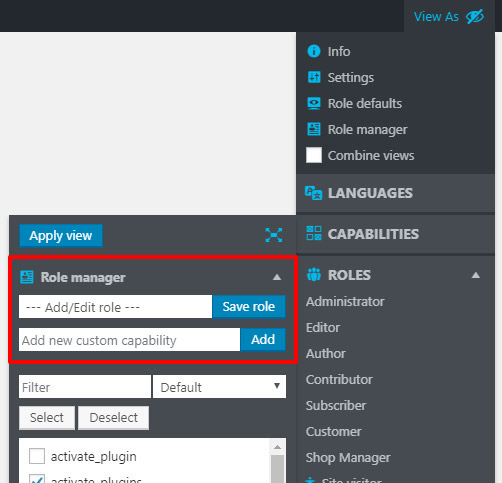 View As
Info
Settings
Role defaults
Role manager
Combine views
LANGUAGES
CAPABILITIES
ROLES
Administrator
Editor
Author
Contributor
Subscriber
Customer
Shop Manager
Site visitor
Apply view
Role manager
--- Add/Edit role --- Save role
Add new custom capability Add
Filter Default
Select Deselect
activate_plugin
activate_plugins